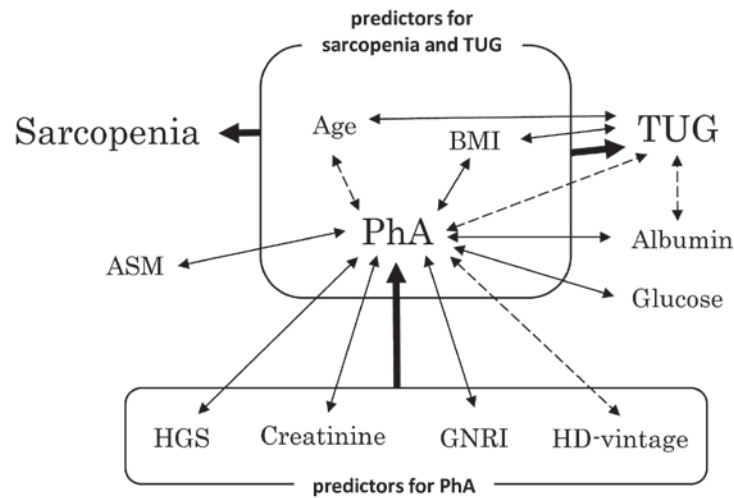 predictors for
sarcopenia and TUG
Sarcopenia
Age
BMI
TUG
PhA
Albumin
ASM
Glucose
HGS
Creatinine
GNRI
HD-vintage
predictors for PhA